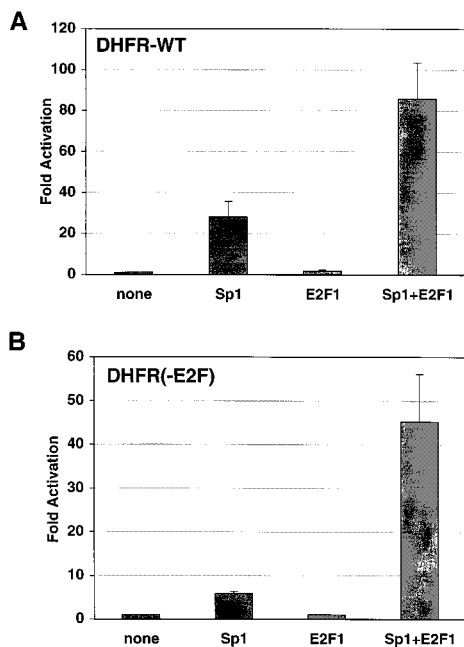 A
DHFR-WT
120
100
80
60
40
20
0
Fold Activation
none Sp1 E2F1 Sp1+E2F1
B
DHFR(-E2F)
60
50
40
30
20
10
0
Fold Activation
none Sp1 E2F1 Sp1+E2F1